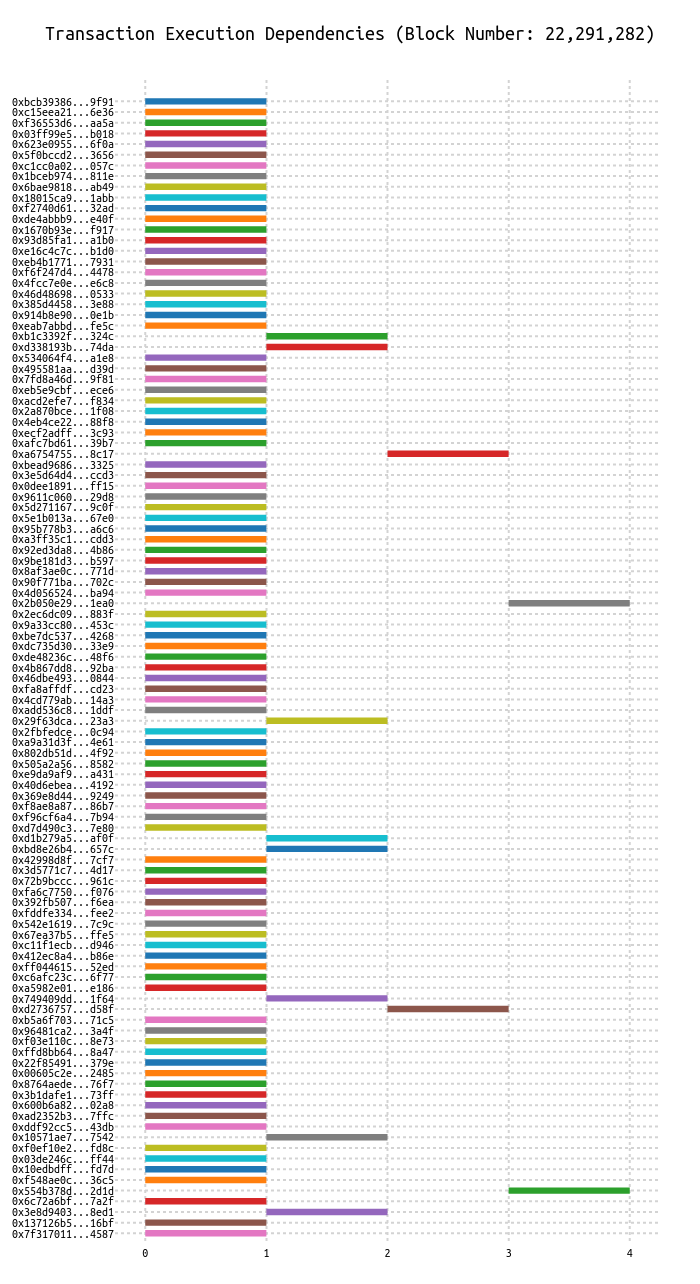 Transaction Execution Dependencies (Block Number: 22,291,282)
0xbcb39386...9f91
0xc15eea21...6e36
0xf36553d6...aa5a
0x03ff99e5...b018
0x623e0955...6f0a
0x5f0bccd2...3656
0xc1cc0a02...057c
0x1bceb974...811e
0x6bae9818...ab49
0x18015ca9...1abb
0xf2740d61...32ad
0xde4abbb9...e40f
0x1670b93e...f917
0x93d85fa1...a1b0
0xe16c4c7c...b1d0
0xeb4b1771...7931
0xf6f247d4...4478
0x4fcc7e0e...e6c8
0x46d48698...0533
0x385d4458...3e88
0x914b8e90...0e1b
0xeab7abbd...fe5c
0xb1c3392f...324c
0xd338193b...74da
0x534064f4...a1e8
0x495581aa...d39d
0x7fd8a46d...9f81
0xeb5e9cbf...ece6
0xacd2efe7...f834
0x2a870bce...1f08
0x4eb4ce22...88f8
0xecf2adff...3c93
0xafc7bd61...39b7
0xa6754755...8c17
0xbead9686...3325
0x3e5d64d4...ccd3
0x0dee1891...ff15
0x9611c060...29d8
0x5d271167...9c0f
0x5e1b013a...67e0
0x95b778b3...a6c6
0xa3ff35c1...cdd3
0x92ed3da8...4b86
0x9be181d3...b597
0x8af3ae0c...771d
0x90f771ba...702c
0x4d056524...ba94
0x2b050e29...1ea0
0x2ec6dc09...883f
0x9a33cc80...453c
0xbe7dc537...4268
0xdc735d30...33e9
0xde48236c...48f6
0x4b867dd8...92ba
0x46dbe493...0844
0xfa8affdf...cd23
0x4cd779ab...14a3
0xadd536c8...1ddf
0x29f63dca...23a3
0x2fbfedce...0c94
0xa9a31d3f...4e61
0x802db51d...4f92
0x505a2a56...8582
0xe9da9af9...a431
0x40d6ebea...4192
0x369e8d44...9249
0xf8ae8a87...86b7
0xf96cf6a4...7b94
0xd7d490c3...7e80
0xd1b279a5...af0f
0xbd8e26b4...657c
0x42998d8f...7cf7
0x3d5771c7...4d17
0x72b9bccc...961c
0xfa6c7750...f076
0x392fb507...f6ea
0xfddfe334...fee2
0x542e1619...7c9c
0x67ea37b5...ffe5
0xc11f1ecb...d946
0x412ec8a4...b86e
0xff044615...52ed
0xc6afc23c...6f77
0xa5982e01...e186
0x749409dd...1f64
0xd2736757...d58f
0xb5a6f703...71c5
0x96481ca2...3a4f
0xf03e110c...8e73
0xffd8bb64...8a47
0x22f85491...379e
0x00605c2e...2485
0x8764aede...76f7
0x3b1dafe1...73ff
0x600b6a82...02a8
0xad2352b3...7ffc
0xddf92cc5...43db
0x10571ae7...7542
0xf0ef10e2...fd8c
0x03de246c...ff44
0x10edbdff...fd7d
0xf548ae0c...36c5
0x554b378d...2d1d
0x6c72a6bf...7a2f
0x3e8d9403...8ed1
0x137126b5...16bf
0x7f317011...4587
0 1 2 3 4